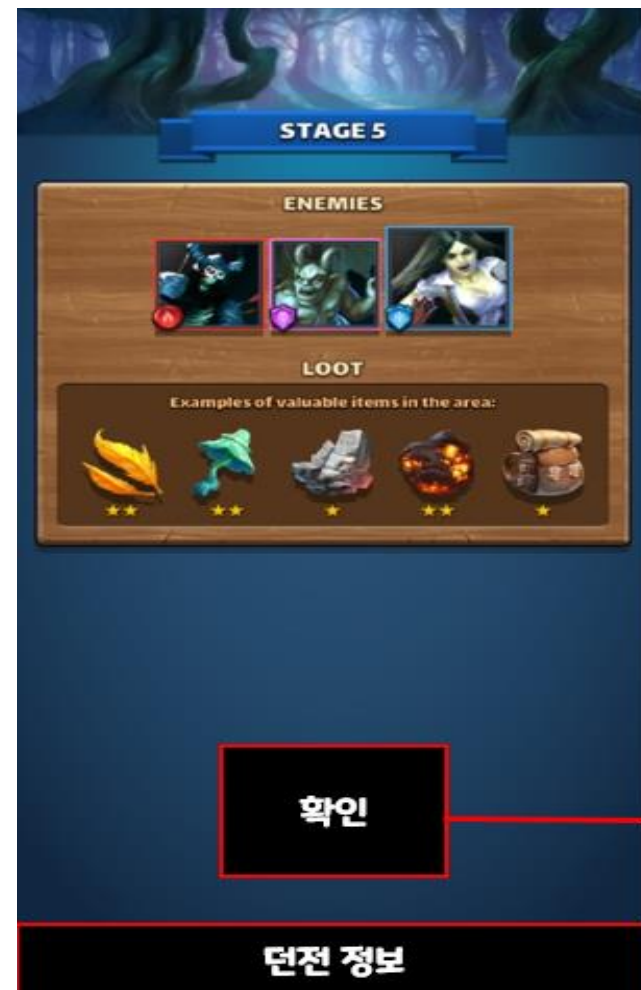 STAGE 5
ENEMIES
LOOT
Examples of valuable items in the area:
확인
던전 정보